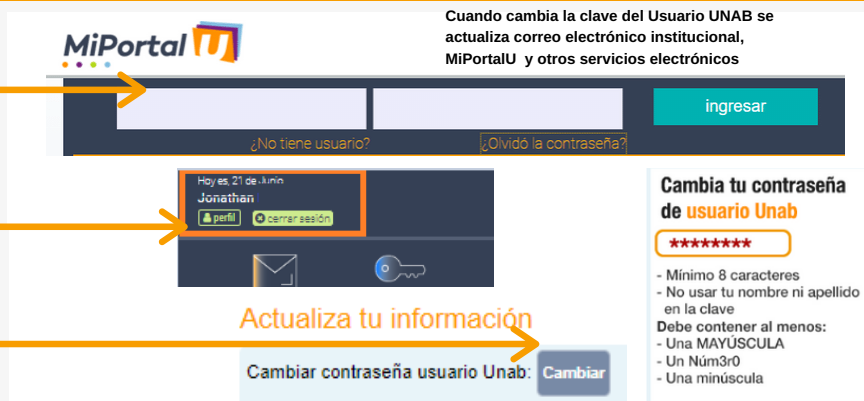 MiPortal U
Cuando cambia la clave del Usuario UNAB se
actualiza correo electrónico institucional,
MiPortalU y otros servicios electrónicos
ingresar
¿No tiene usuario?
¿Olvidó la contraseña?
Hoy es, 21 de Junio
Jonathan
perfil
cerrar sesión
Actualiza tu información
Cambiar contraseña usuario Unab: Cambiar
Cambia tu contraseña
de usuario Unab
********
- Mínimo 8 caracteres
- No usar tu nombre ni apellido
en la clave
Debe contener al menos:
- Una MAYÚSCULA
- Un Núm3r0
- Una minúscula